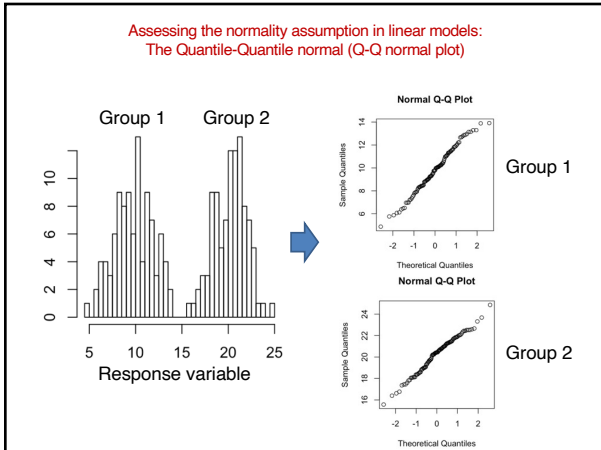 Assessing the normality assumption in linear models:
The Quantile-Quantile normal (Q-Q normal plot)
Group 1 Group 2
0 2 4 6 8 10
5 10 15 20 25
Response variable
Normal Q-Q Plot
Sample Quantiles
6 8 10 12 14
-2 -1 0 1 2
Theoretical Quantiles
Group 1
Normal Q-Q Plot
Sample Quantiles
16 18 20 22 24
-2 -1 0 1 2
Theoretical Quantiles
Group 2